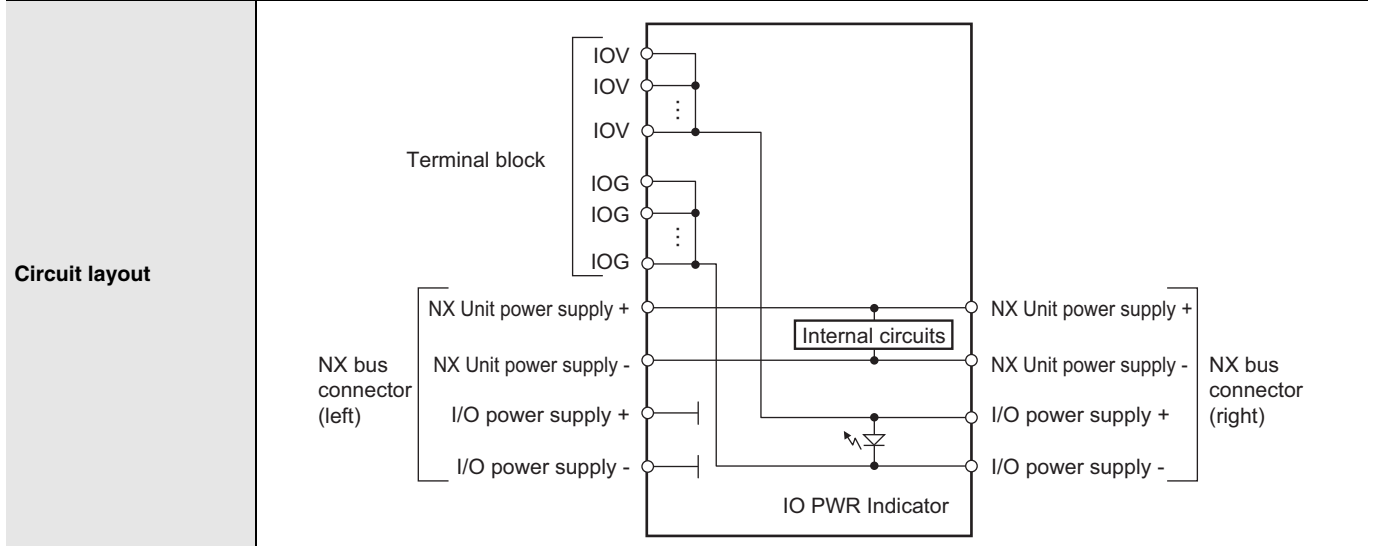 Circuit layout
Terminal block
IOV
IOV
⋮
IOV
IOG
IOG
⋮
IOG
NX bus
connector
(left)
NX Unit power supply +
NX Unit power supply -
I/O power supply +
I/O power supply -
Internal circuits
IO PWR Indicator
NX Unit power supply +
NX Unit power supply -
I/O power supply +
I/O power supply -
NX bus
connector
(right)